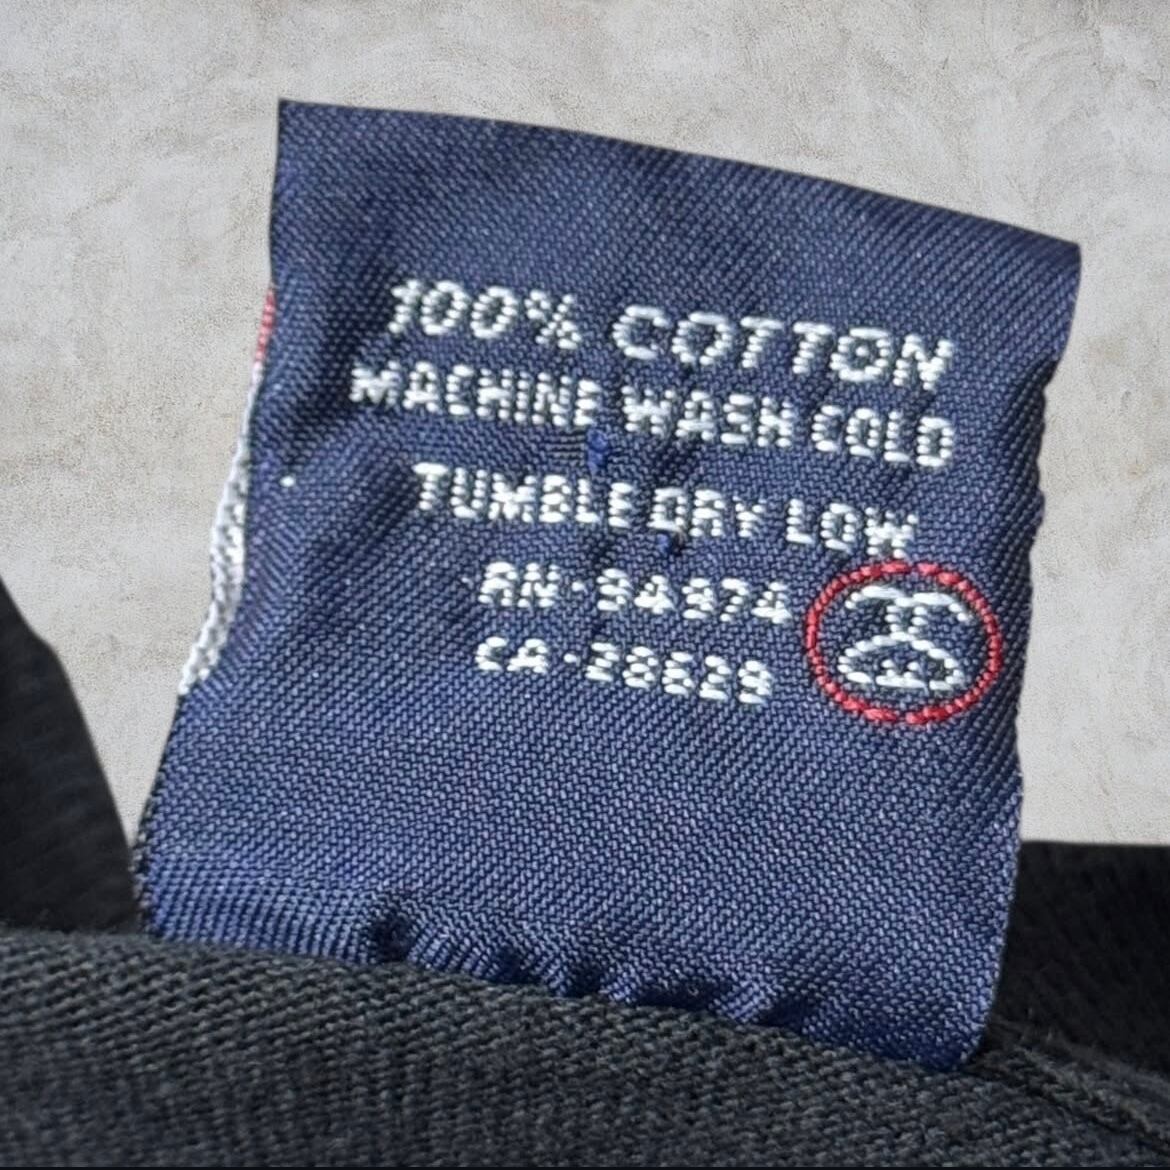 100% COTTON
MACHINE WASH COLD
TUMBLE DRY LOW
RN·94974
CA·28629